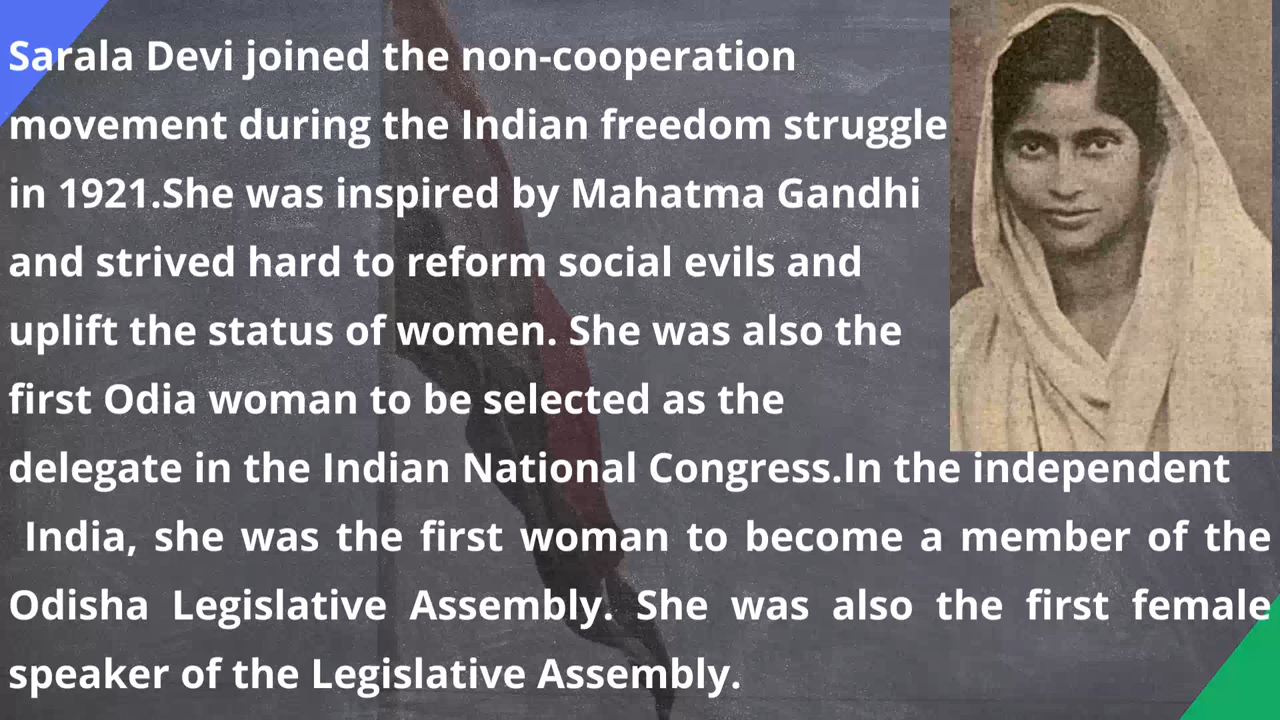 Sarala Devi joined the non-cooperation
movement during the Indian freedom struggle
in 1921.She was inspired by Mahatma Gandhi
and strived hard to reform social evils and
uplift the status of women. She was also the
first Odia woman to be selected as the
delegate in the Indian National Congress.In the independent
India, she was the first woman to become a member of the
Odisha Legislative Assembly. She was also the first female
speaker of the Legislative Assembly.